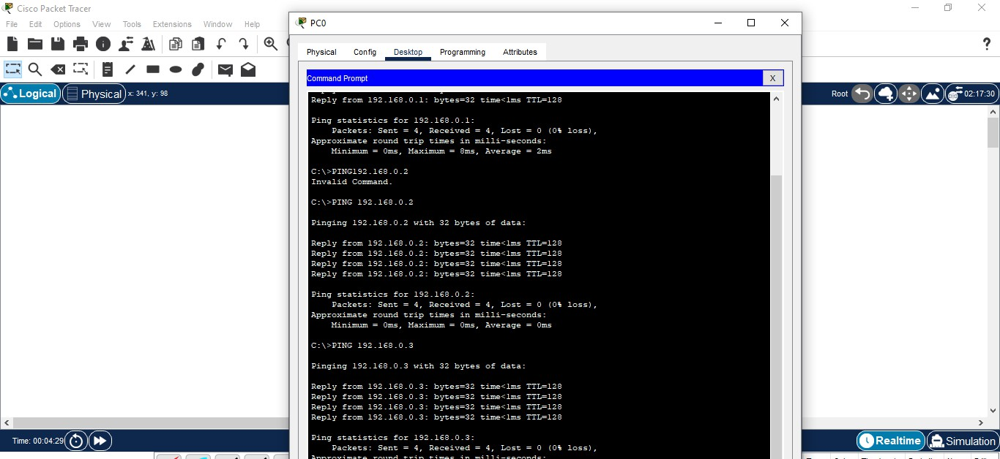 Cisco Packet Tracer
File Edit Options View Tools Extensions Window Help
PC0
Physical Config Desktop Programming Attributes
Command Prompt X
Logical Physical x: 341, y: 98
Root 02:17:30
Reply from 192.168.0.1: bytes=32 time<1ms TTL=128
Ping statistics for 192.168.0.1:
Packets: Sent = 4, Received = 4, Lost = 0 (0% loss),
Approximate round trip times in milli-seconds:
Minimum = 0ms, Maximum = 8ms, Average = 2ms
C:\>PING192.168.0.2
Invalid Command.
C:\>PING 192.168.0.2
Pinging 192.168.0.2 with 32 bytes of data:
Reply from 192.168.0.2: bytes=32 time<1ms TTL=128
Reply from 192.168.0.2: bytes=32 time<1ms TTL=128
Reply from 192.168.0.2: bytes=32 time<1ms TTL=128
Reply from 192.168.0.2: bytes=32 time<1ms TTL=128
Ping statistics for 192.168.0.2:
Packets: Sent = 4, Received = 4, Lost = 0 (0% loss),
Approximate round trip times in milli-seconds:
Minimum = 0ms, Maximum = 0ms, Average = 0ms
C:\>PING 192.168.0.3
Pinging 192.168.0.3 with 32 bytes of data:
Reply from 192.168.0.3: bytes=32 time<1ms TTL=128
Reply from 192.168.0.3: bytes=32 time<1ms TTL=128
Reply from 192.168.0.3: bytes=32 time<1ms TTL=128
Reply from 192.168.0.3: bytes=32 time<1ms TTL=128
Ping statistics for 192.168.0.3:
Packets: Sent = 4, Received = 4, Lost = 0 (0% loss),
Approximate round trip times in milli-seconds:
Time: 00:04:29
Realtime Simulation